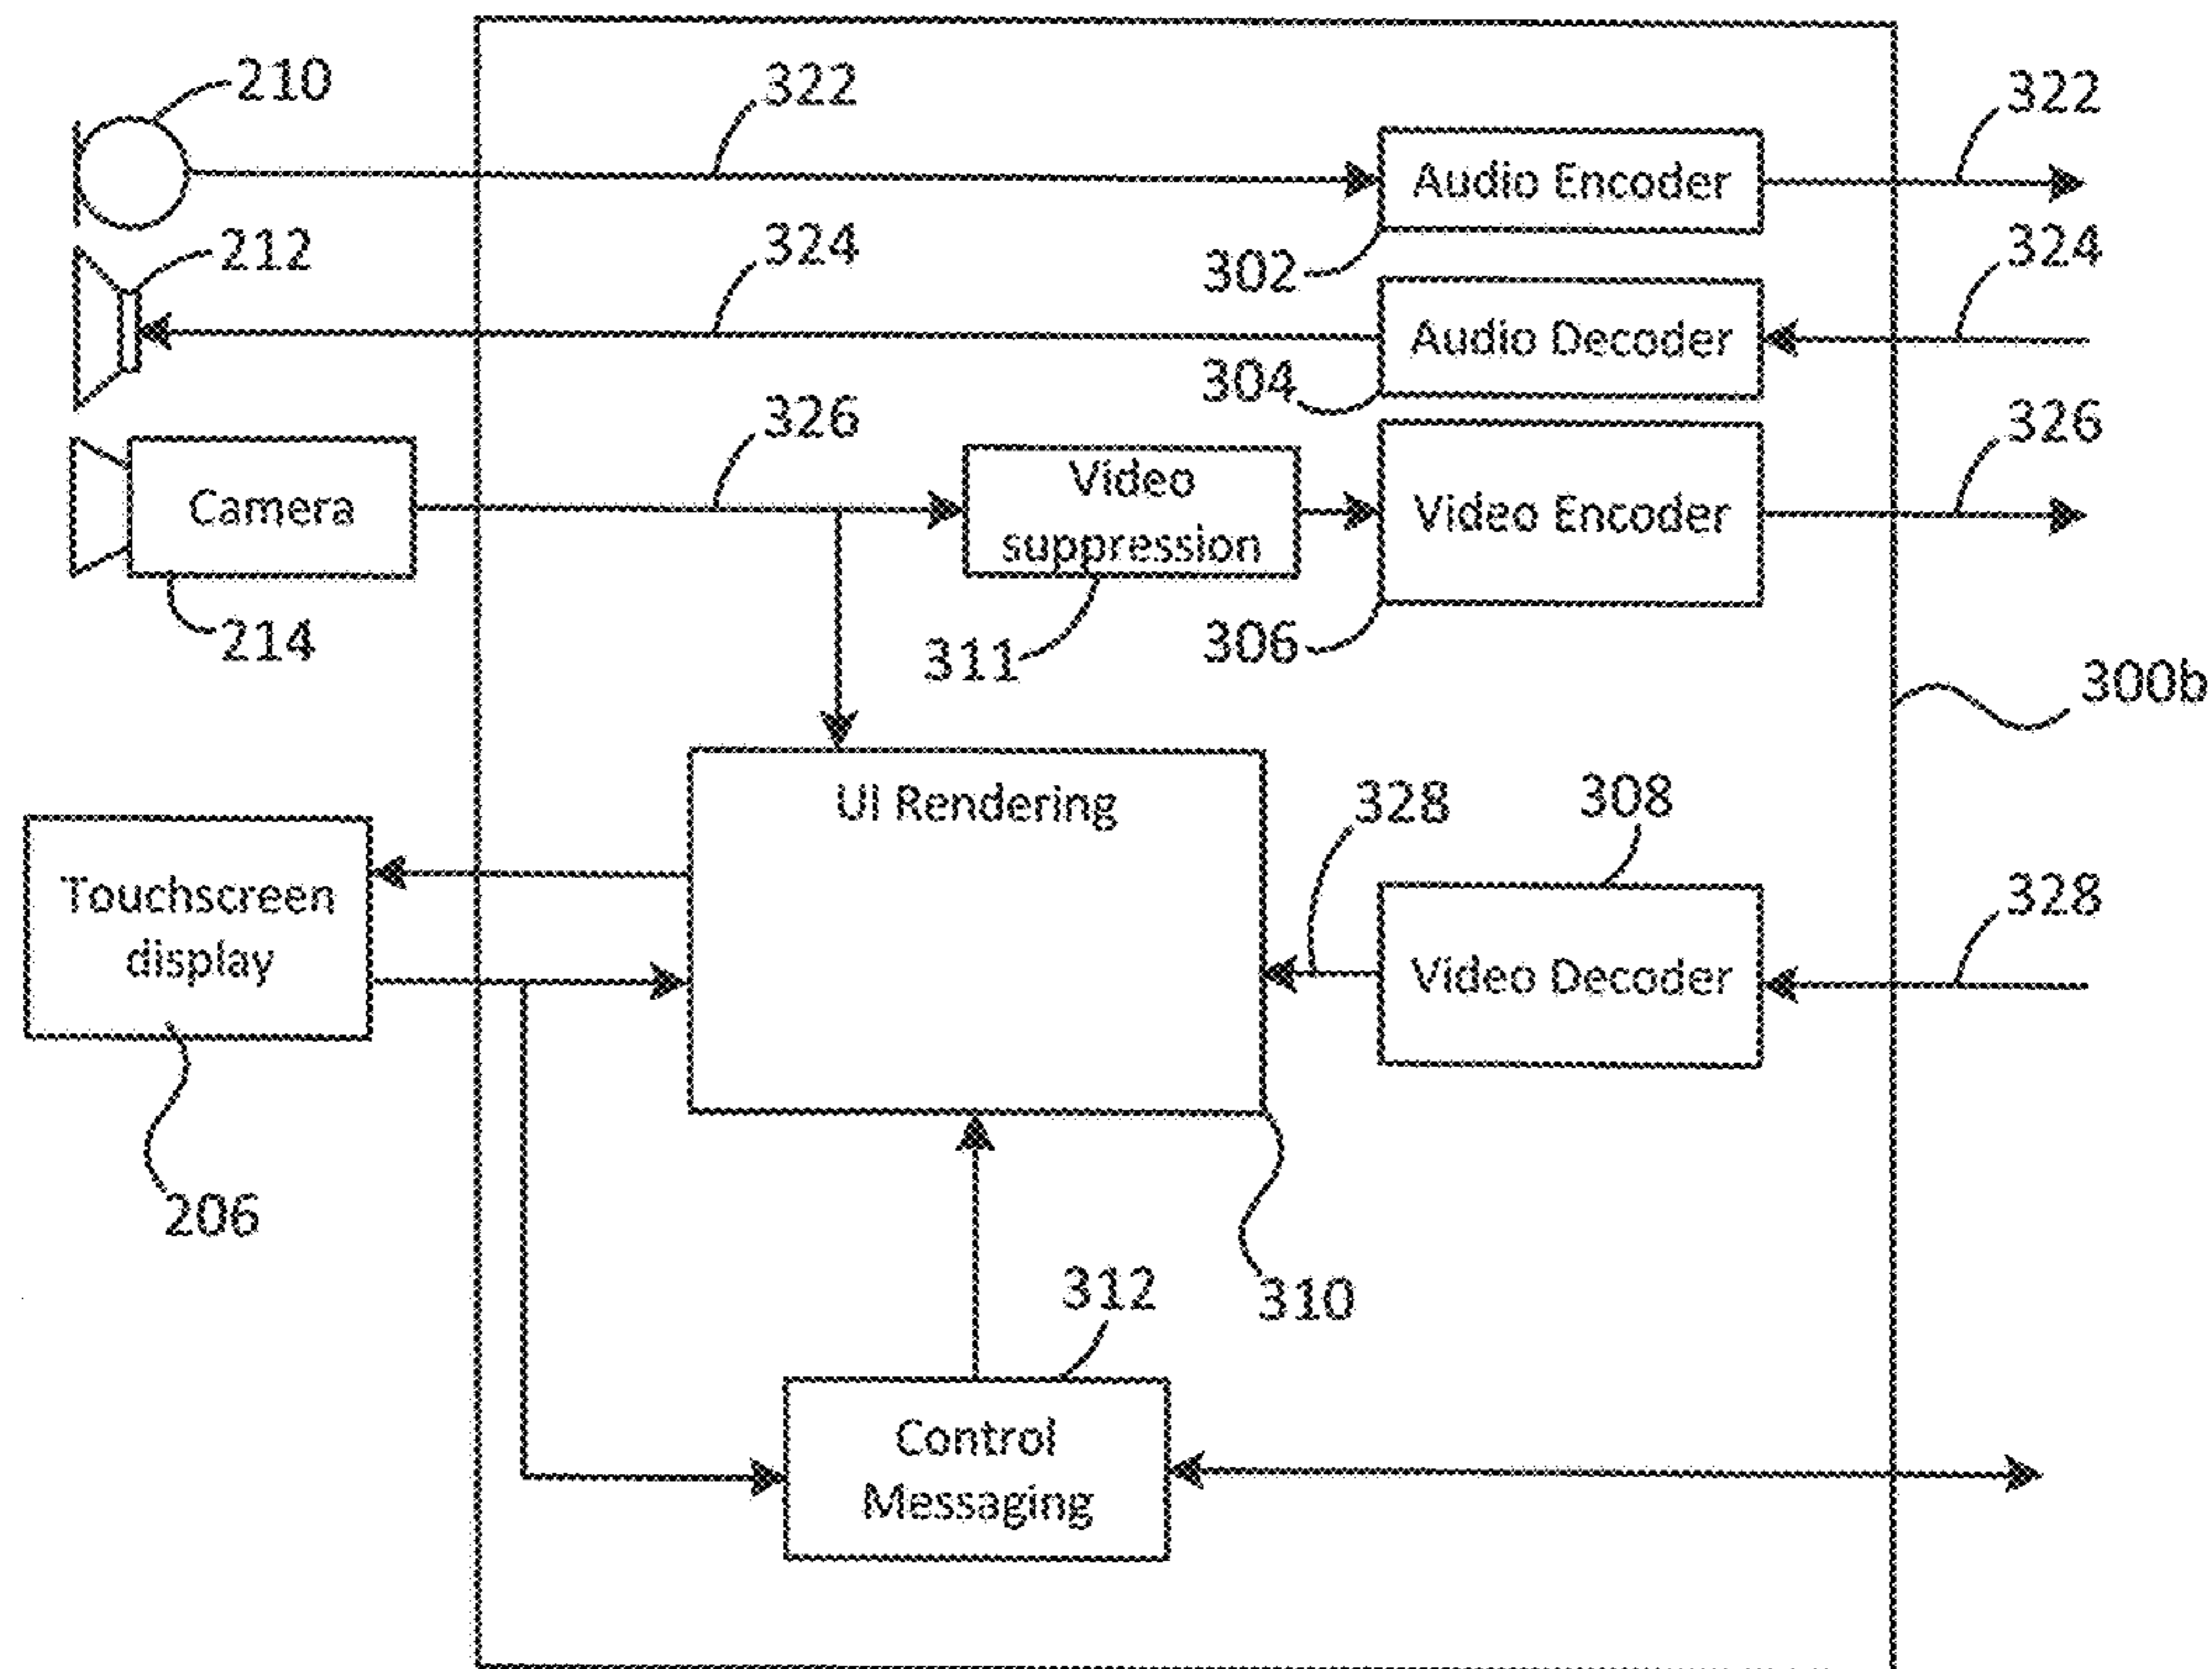 210
322
322
Audio Encoder
302
212
324
324
Audio Decoder
304
326
326
Camera
Video
suppression
Video Encoder
214
311
306
300b
UI Rendering
328
308
328
Touchscreen
display
Video Decoder
206
312
310
Control
Messaging